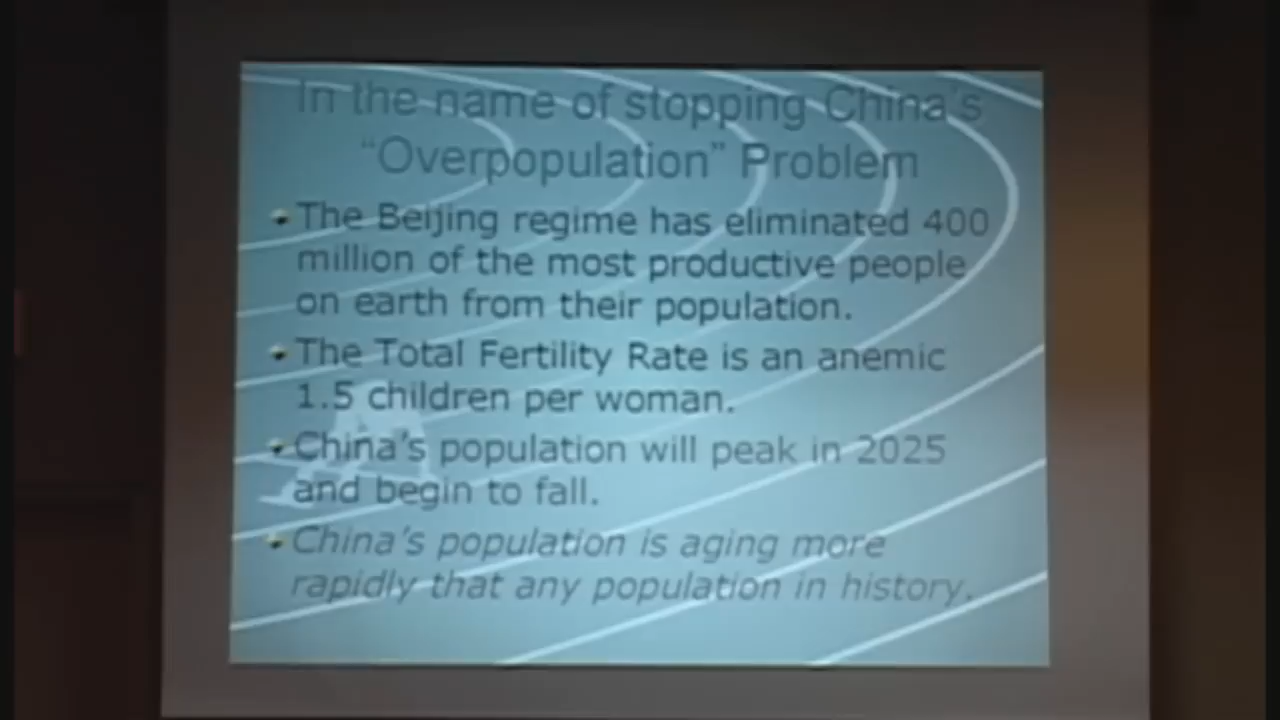 In the name of stopping China's
“Overpopulation” Problem
The Beijing regime has eliminated 400
million of the most productive people
on earth from their population.
The Total Fertility Rate is an anemic
1.5 children per woman.
China's population will peak in 2025
and begin to fall.
China's population is aging more
rapidly that any population in history.